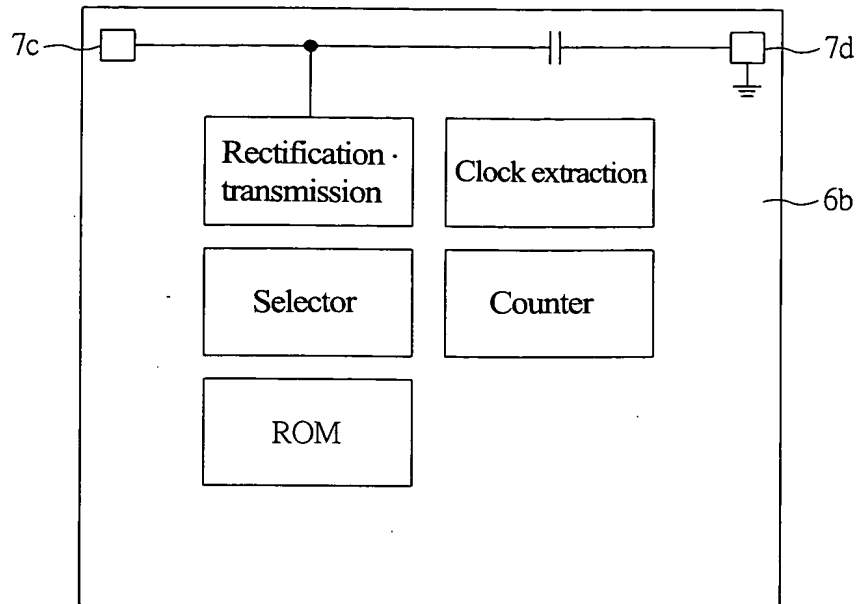 7c
7d
Rectification ·
transmission
Clock extraction
6b
Selector
Counter
ROM